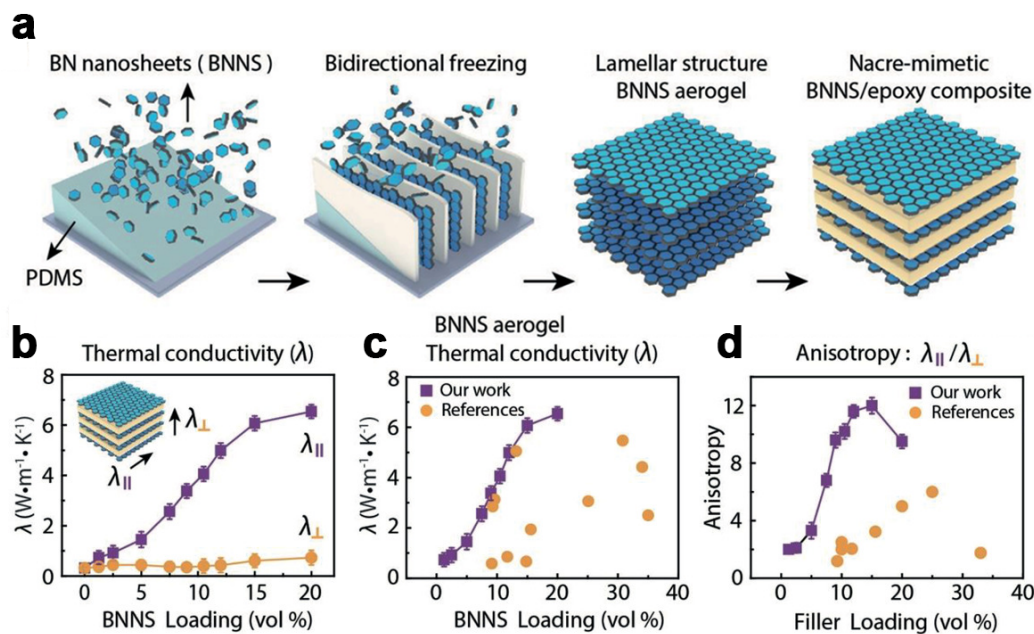 a
BN nanosheets ( BNNS )
Bidirectional freezing
Lamellar structure
BNNS aerogel
Nacre-mimetic
BNNS/epoxy composite
PDMS
b
Thermal conductivity (λ)
λ (W•m⁻¹• K⁻¹)
8
6
4
2
0
λ⊥
λ||
λ||
λ⊥
0
5
10
15
20
BNNS Loading (vol %)
c
BNNS aerogel
Thermal conductivity (λ)
λ (W•m⁻¹• K⁻¹)
8
6
4
2
0
Our work
References
0
10
20
30
40
BNNS Loading (vol %)
d
Anisotropy : λ||/λ⊥
Anisotropy
12
8
4
0
Our work
References
0
10
20
30
40
Filler Loading (vol %)